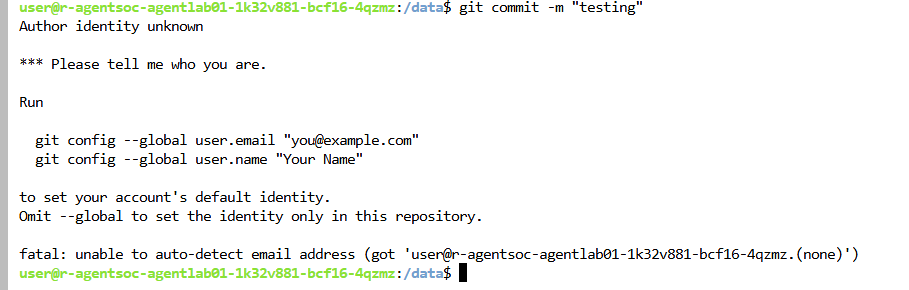 user@r-agentsoc-agentlab01-1k32v881-bcf16-4qzmz:/data$ git commit -m "testing"
Author identity unknown
*** Please tell me who you are.
Run
git config --global user.email "you@example.com"
git config --global user.name "Your Name"
to set your account's default identity.
Omit --global to set the identity only in this repository.
fatal: unable to auto-detect email address (got 'user@r-agentsoc-agentlab01-1k32v881-bcf16-4qzmz.(none)')
user@r-agentsoc-agentlab01-1k32v881-bcf16-4qzmz:/data$